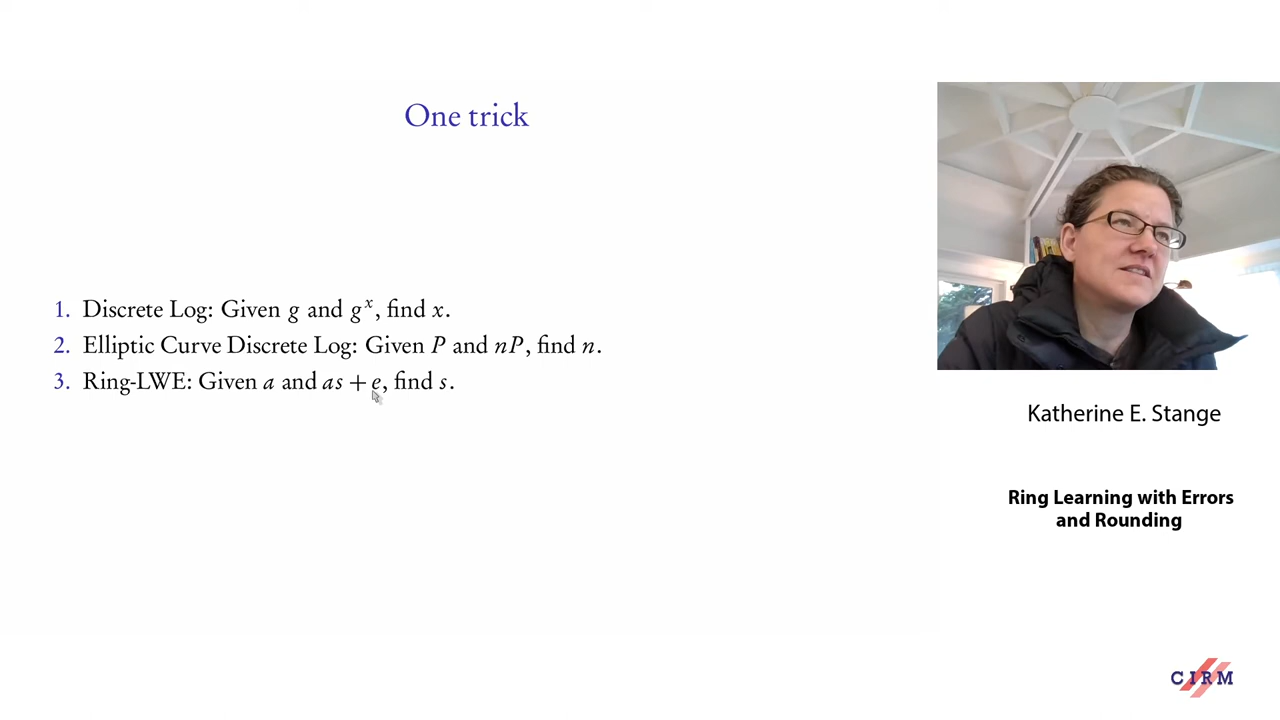 One trick
1. Discrete Log: Given g and gˣ, find x.
2. Elliptic Curve Discrete Log: Given P and nP, find n.
3. Ring-LWE: Given a and as + e, find s.
Katherine E. Stange
Ring Learning with Errors
and Rounding
CIRM